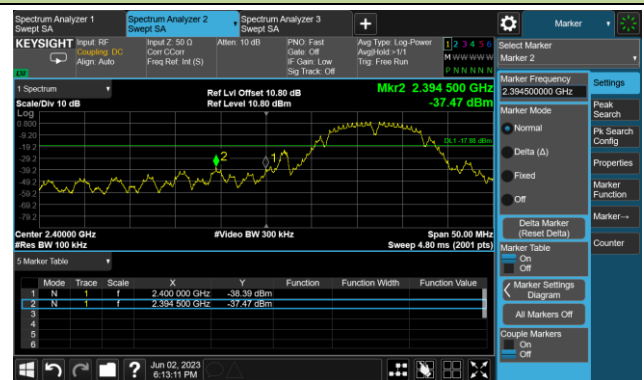 Spectrum Analyzer 1
Swept SA
Spectrum Analyzer 2
Swept SA
Spectrum Analyzer 3
Swept SA
Marker
KEYSIGHT
Input: RF
Coupling: DC
Align: Auto
Input Z: 50 Ω
Corr CCorr
Freq Ref: Int (S)
Atten: 10 dB
PNO: Fast
Gate: Off
IF Gain: Low
Sig Track: Off
Avg Type: Log-Power
Avg|Hold:>1/1
Trig: Free Run
1 2 3 4 5 6
M W W W W W
P N N N N N
LXI
Select Marker
Marker 2
1 Spectrum
Scale/Div 10 dB
Ref Lvl Offset 10.80 dB
Ref Level 10.80 dBm
Mkr2 2.394 500 GHz
-37.47 dBm
Log
0.800
-9.20
-19.2
-29.2
-39.2
-49.2
-59.2
-69.2
-79.2
DL1 -17.88 dBm
2
1
Center 2.40000 GHz
#Res BW 100 kHz
#Video BW 300 kHz
Span 50.00 MHz
Sweep 4.80 ms (2001 pts)
5 Marker Table
Mode Trace Scale X Y Function Function Width Function Value
1 N 1 f 2.400 000 GHz -38.39 dBm
2 N 1 f 2.394 500 GHz -37.47 dBm
3
4
5
6
Marker Frequency
2.394500000 GHz
Marker Mode
Normal
Delta (Δ)
Fixed
Off
Delta Marker
(Reset Delta)
Marker Table
On
Off
Marker Settings
Diagram
All Markers Off
Couple Markers
On
Off
Settings
Peak
Search
Pk Search
Config
Properties
Marker
Function
Marker→
Counter
?
Jun 02, 2023
6:13:11 PM